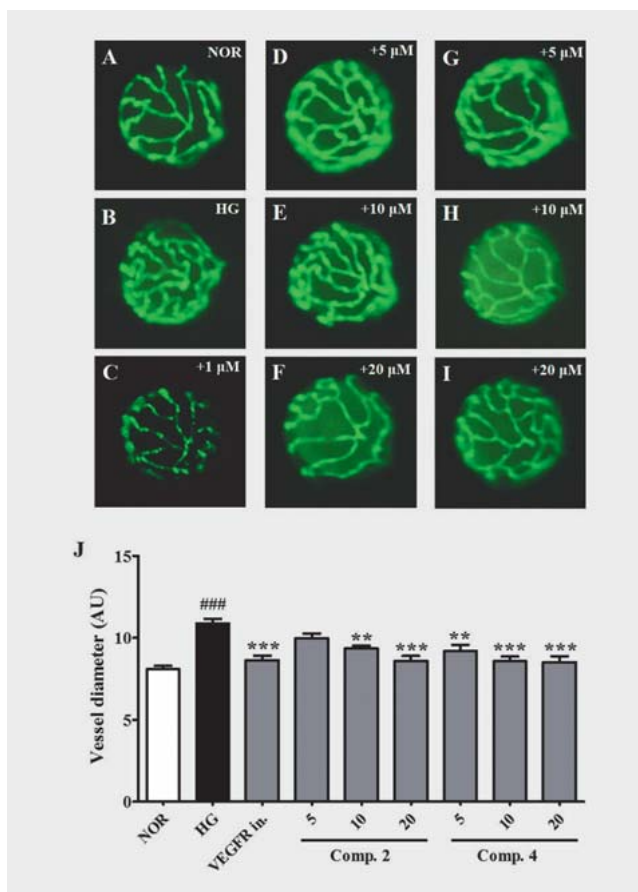 A NOR D +5 µM G +5 µM
B HG E +10 µM H +10 µM
C +1 µM F +20 µM I +20 µM
J
15
10
5
0
Vessel diameter (AU)
###
***
**
***
**
***
***
NOR HG VEGFR in. 5 10 20 5 10 20
Comp. 2 Comp. 4